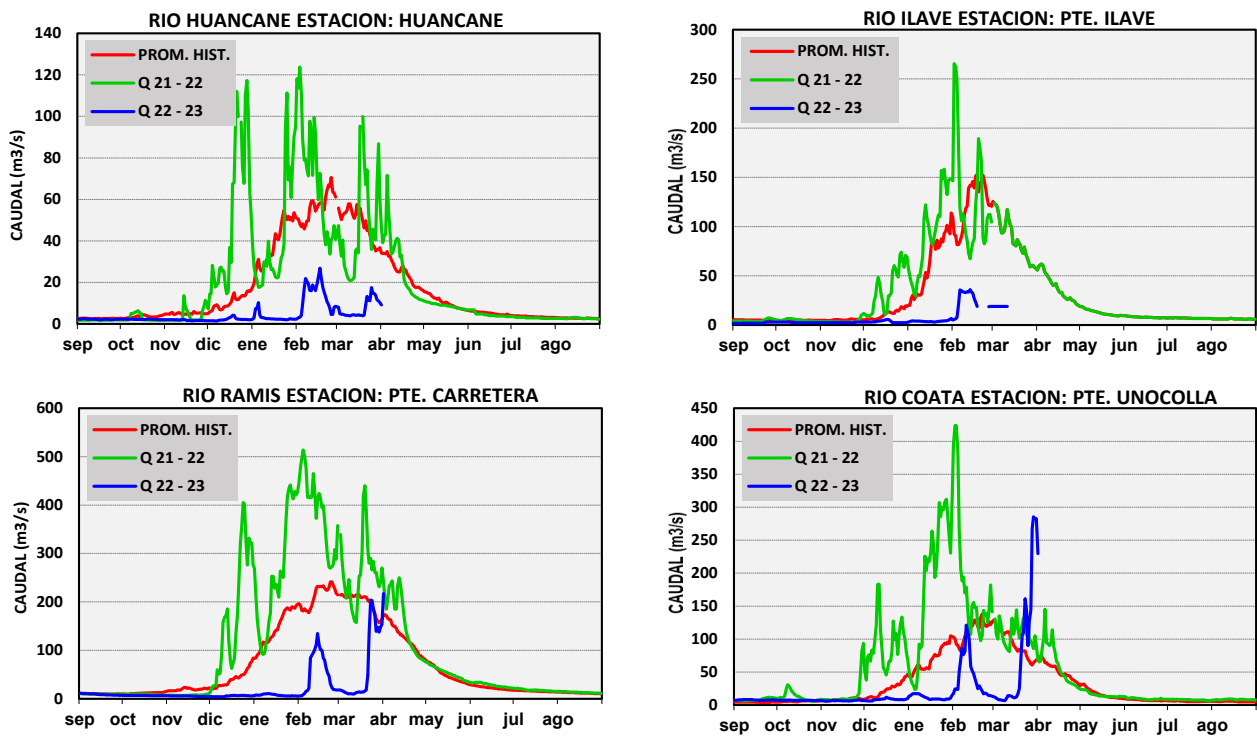 RIO HUANCANE ESTACION: HUANCANE
CAUDAL (m3/s)
140
120
100
80
60
40
20
0
PROM. HIST.
Q 21 - 22
Q 22 - 23
sep oct nov dic ene feb mar abr may jun jul ago
RIO ILAVE ESTACION: PTE. ILAVE
CAUDAL (m3/s)
300
250
200
150
100
50
0
PROM. HIST.
Q 21 - 22
Q 22 - 23
sep oct nov dic ene feb mar abr may jun jul ago
RIO RAMIS ESTACION: PTE. CARRETERA
CAUDAL (m3/s)
600
500
400
300
200
100
0
PROM. HIST.
Q 21 - 22
Q 22 - 23
sep oct nov dic ene feb mar abr may jun jul ago
RIO COATA ESTACION: PTE. UNOCOLLA
CAUDAL (m3/s)
450
400
350
300
250
200
150
100
50
0
PROM. HIST.
Q 21 - 22
Q 22 - 23
sep oct nov dic ene feb mar abr may jun jul ago